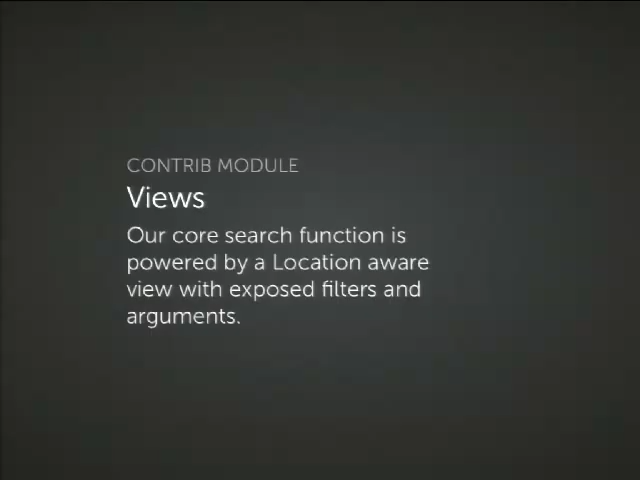 CONTRIB MODULE
Views
Our core search function is
powered by a Location aware
view with exposed filters and
arguments.